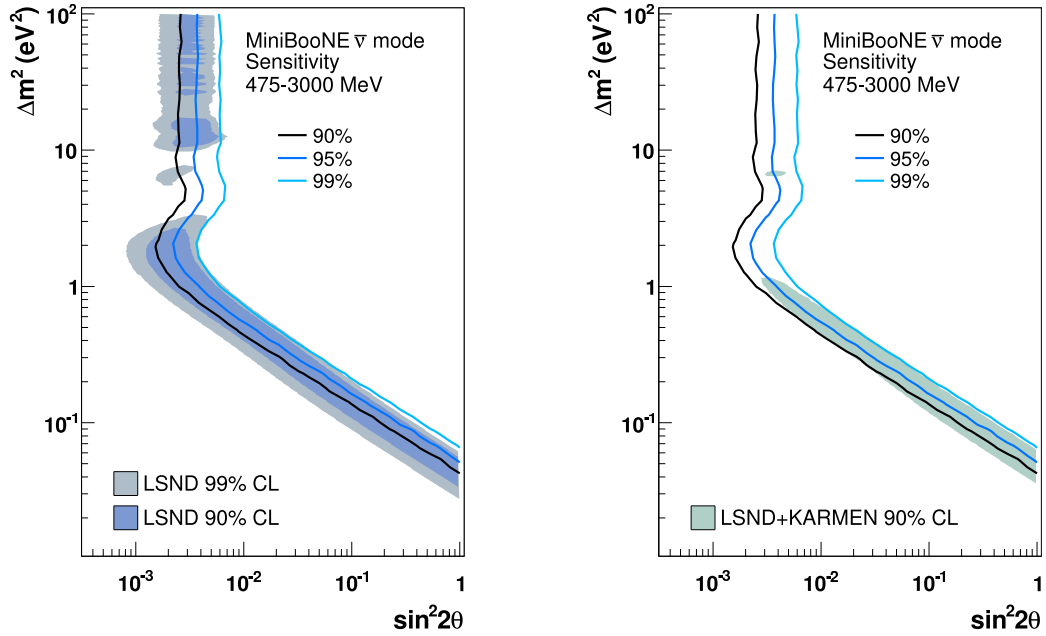 Δm² (eV²)
10²
10
1
10⁻¹
MiniBooNE ν̅ mode
Sensitivity
475-3000 MeV
90%
95%
99%
LSND 99% CL
LSND 90% CL
10⁻³ 10⁻² 10⁻¹ 1
sin²2θ
Δm² (eV²)
10²
10
1
10⁻¹
MiniBooNE ν̅ mode
Sensitivity
475-3000 MeV
90%
95%
99%
LSND+KARMEN 90% CL
10⁻³ 10⁻² 10⁻¹ 1
sin²2θ